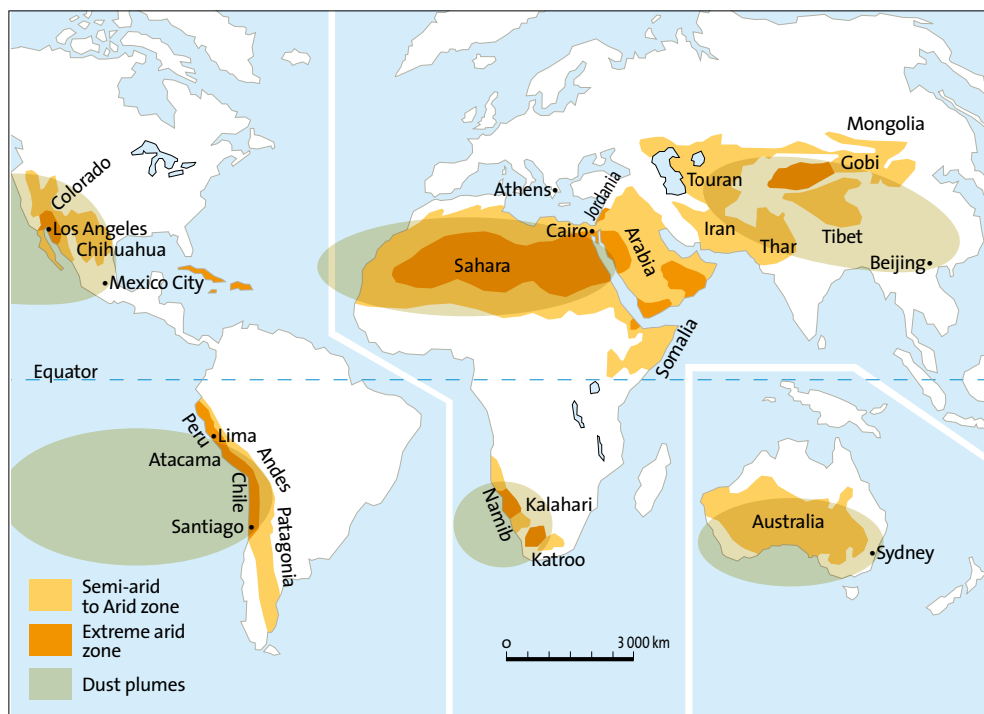 Mongolia
Gobi
Touran
Colorado
Athens
Jordania
Los Angeles
Cairo
Iran
Arabia
Chihuahua
Thar
Tibet
Sahara
Beijing
Mexico City
Somalia
Equator
Peru
Lima
Atacama
Andes
Chile
Namib
Kalahari
Australia
Santiago
Patagonia
Katroo
Sydney
Semi-arid
to Arid zone
Extreme arid
zone
Dust plumes
0
3 000 km